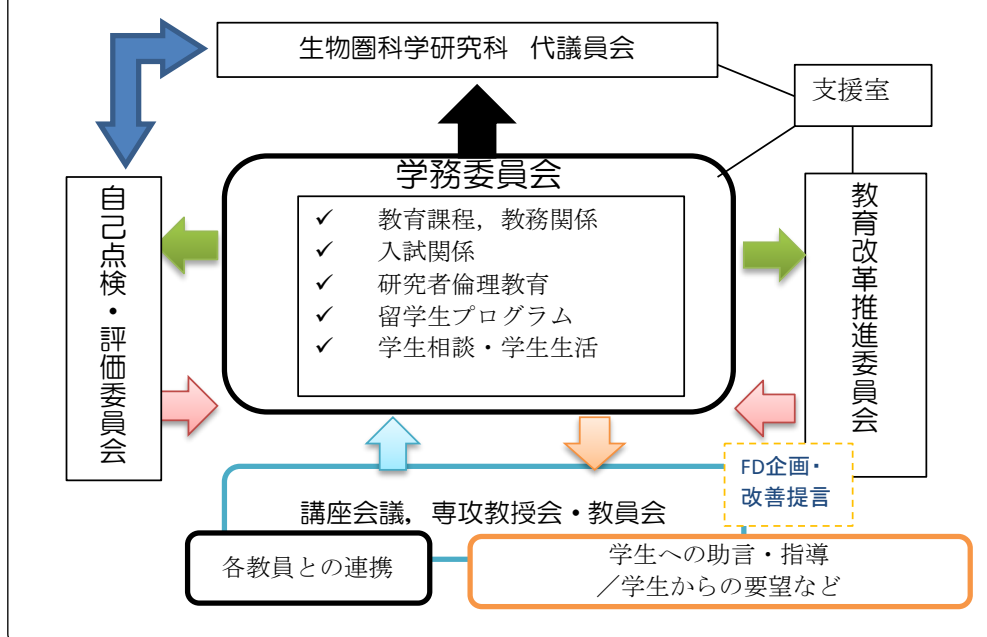 生物圏科学研究科　代議員会
支援室
学務委員会
✓ 教育課程，教務関係
✓ 入試関係
✓ 研究者倫理教育
✓ 留学生プログラム
✓ 学生相談・学生生活
自己点検・評価委員会
教育改革推進委員会
FD企画・
改善提言
講座会議，専攻教授会・教員会
各教員との連携
学生への助言・指導
／学生からの要望など